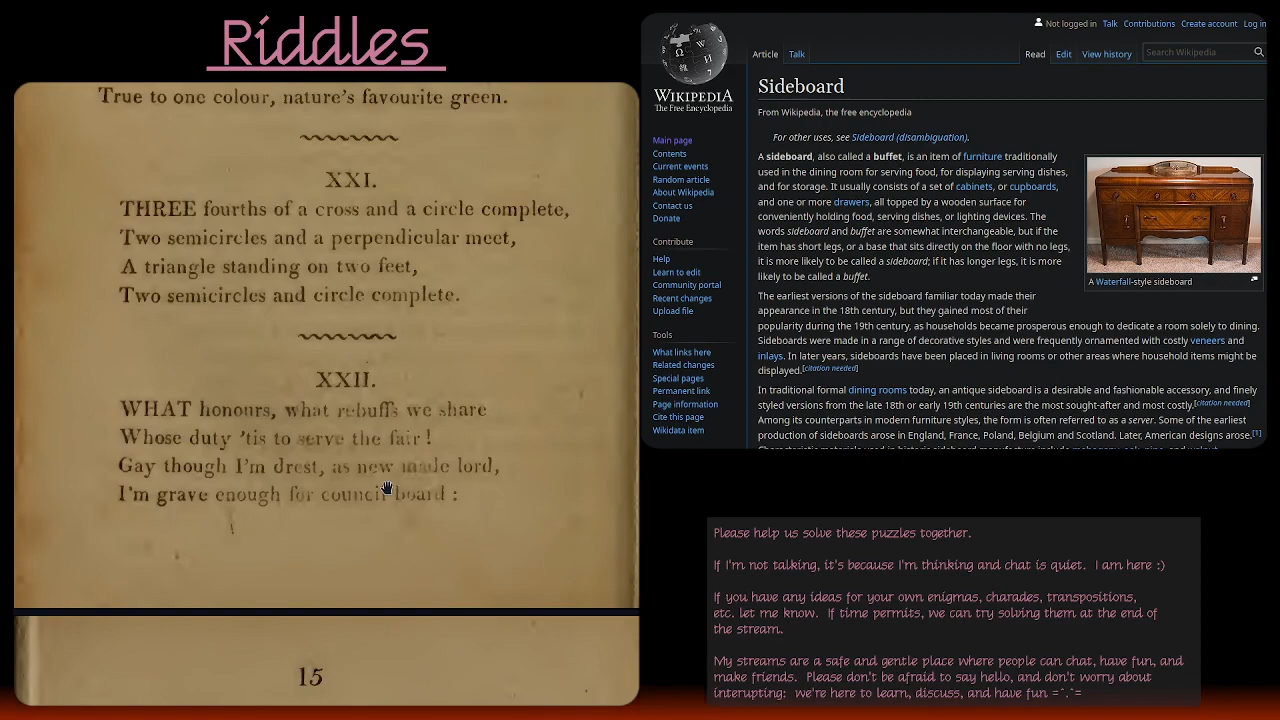 Riddles
True to one colour, nature's favourite green.
XXI.
THREE fourths of a cross and a circle complete,
Two semicircles and a perpendicular meet,
A triangle standing on two feet,
Two semicircles and circle complete.
XXII.
WHAT honours, what rebuffs we share
Whose duty 'tis to serve the fair!
Gay though I'm drest, as new made lord,
I'm grave enough for council board :
15
WIKIPEDIA
The Free Encyclopedia
Main page
Contents
Current events
Random article
About Wikipedia
Contact us
Donate
Contribute
Help
Learn to edit
Community portal
Recent changes
Upload file
Tools
What links here
Related changes
Special pages
Permanent link
Page information
Cite this page
Wikidata item
Not logged in Talk Contributions Create account Log in
Article Talk Read Edit View history Search Wikipedia
Sideboard
From Wikipedia, the free encyclopedia
For other uses, see Sideboard (disambiguation).
A sideboard, also called a buffet, is an item of furniture traditionally
used in the dining room for serving food, for displaying serving dishes,
and for storage. It usually consists of a set of cabinets, or cupboards,
and one or more drawers, all topped by a wooden surface for
conveniently holding food, serving dishes, or lighting devices. The
words sideboard and buffet are somewhat interchangeable, but if the
item has short legs, or a base that sits directly on the floor with no legs,
it is more likely to be called a sideboard; if it has longer legs, it is more
likely to be called a buffet.
A Waterfall-style sideboard
The earliest versions of the sideboard familiar today made their
appearance in the 18th century, but they gained most of their
popularity during the 19th century, as households became prosperous enough to dedicate a room solely to dining.
Sideboards were made in a range of decorative styles and were frequently ornamented with costly veneers and
inlays. In later years, sideboards have been placed in living rooms or other areas where household items might be
displayed.[citation needed]
In traditional formal dining rooms today, an antique sideboard is a desirable and fashionable accessory, and finely
styled versions from the late 18th or early 19th centuries are the most sought-after and most costly.[citation needed]
Among its counterparts in modern furniture styles, the form is often referred to as a server. Some of the earliest
production of sideboards arose in England, France, Poland, Belgium and Scotland. Later, American designs arose.[1]
Please help us solve these puzzles together.
If I'm not talking, it's because I'm thinking and chat is quiet. I am here :)
If you have any ideas for your own enigmas, charades, transpositions,
etc. let me know. If time permits, we can try solving them at the end of
the stream.
My streams are a safe and gentle place where people can chat, have fun, and
make friends. Please don't be afraid to say hello, and don't worry about
interupting: we're here to learn, discuss, and have fun =^.^=